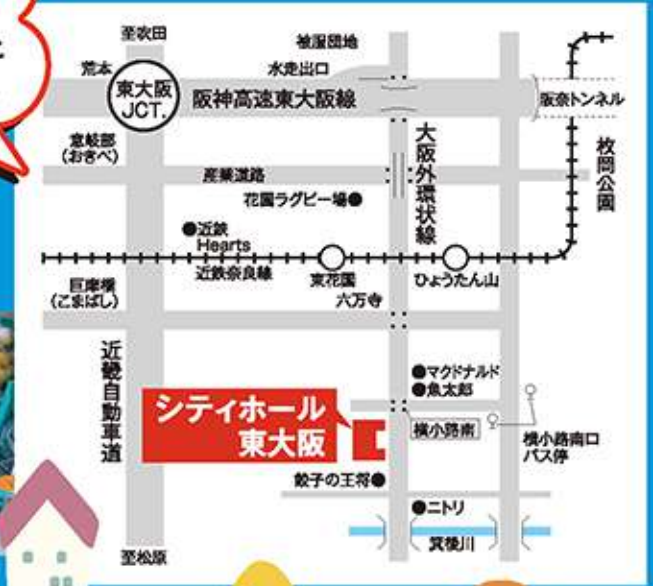 至吹田
被服団地
荒本
水走出口
東大阪
JCT.
阪神高速東大阪線
阪奈トンネル
意岐部
(おきべ)
大阪外環状線
枚岡公園
産業道路
花園ラグビー場●
●近鉄
Hearts
近鉄奈良線
東花園
ひょうたん山
巨摩橋
(こまばし)
六万寺
近畿自動車道
●マクドナルド
●魚太郎
シティホール
東大阪
横小路南
横小路南口
バス停
餃子の王将●
●ニトリ
箕後川
至松原